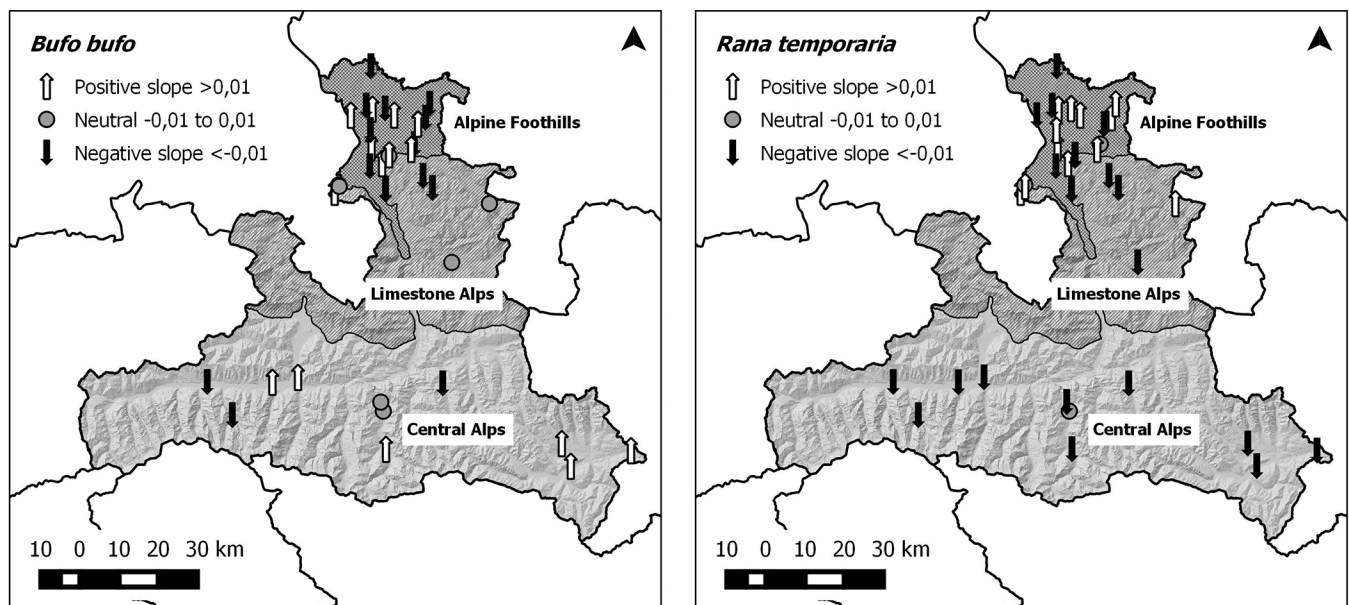 Bufo bufo
Positive slope >0,01
Neutral -0,01 to 0,01
Negative slope <-0,01
Alpine Foothills
Limestone Alps
Central Alps
10 0 10 20 30 km
Rana temporaria
Positive slope >0,01
Neutral -0,01 to 0,01
Negative slope <-0,01
Alpine Foothills
Limestone Alps
Central Alps
10 0 10 20 30 km